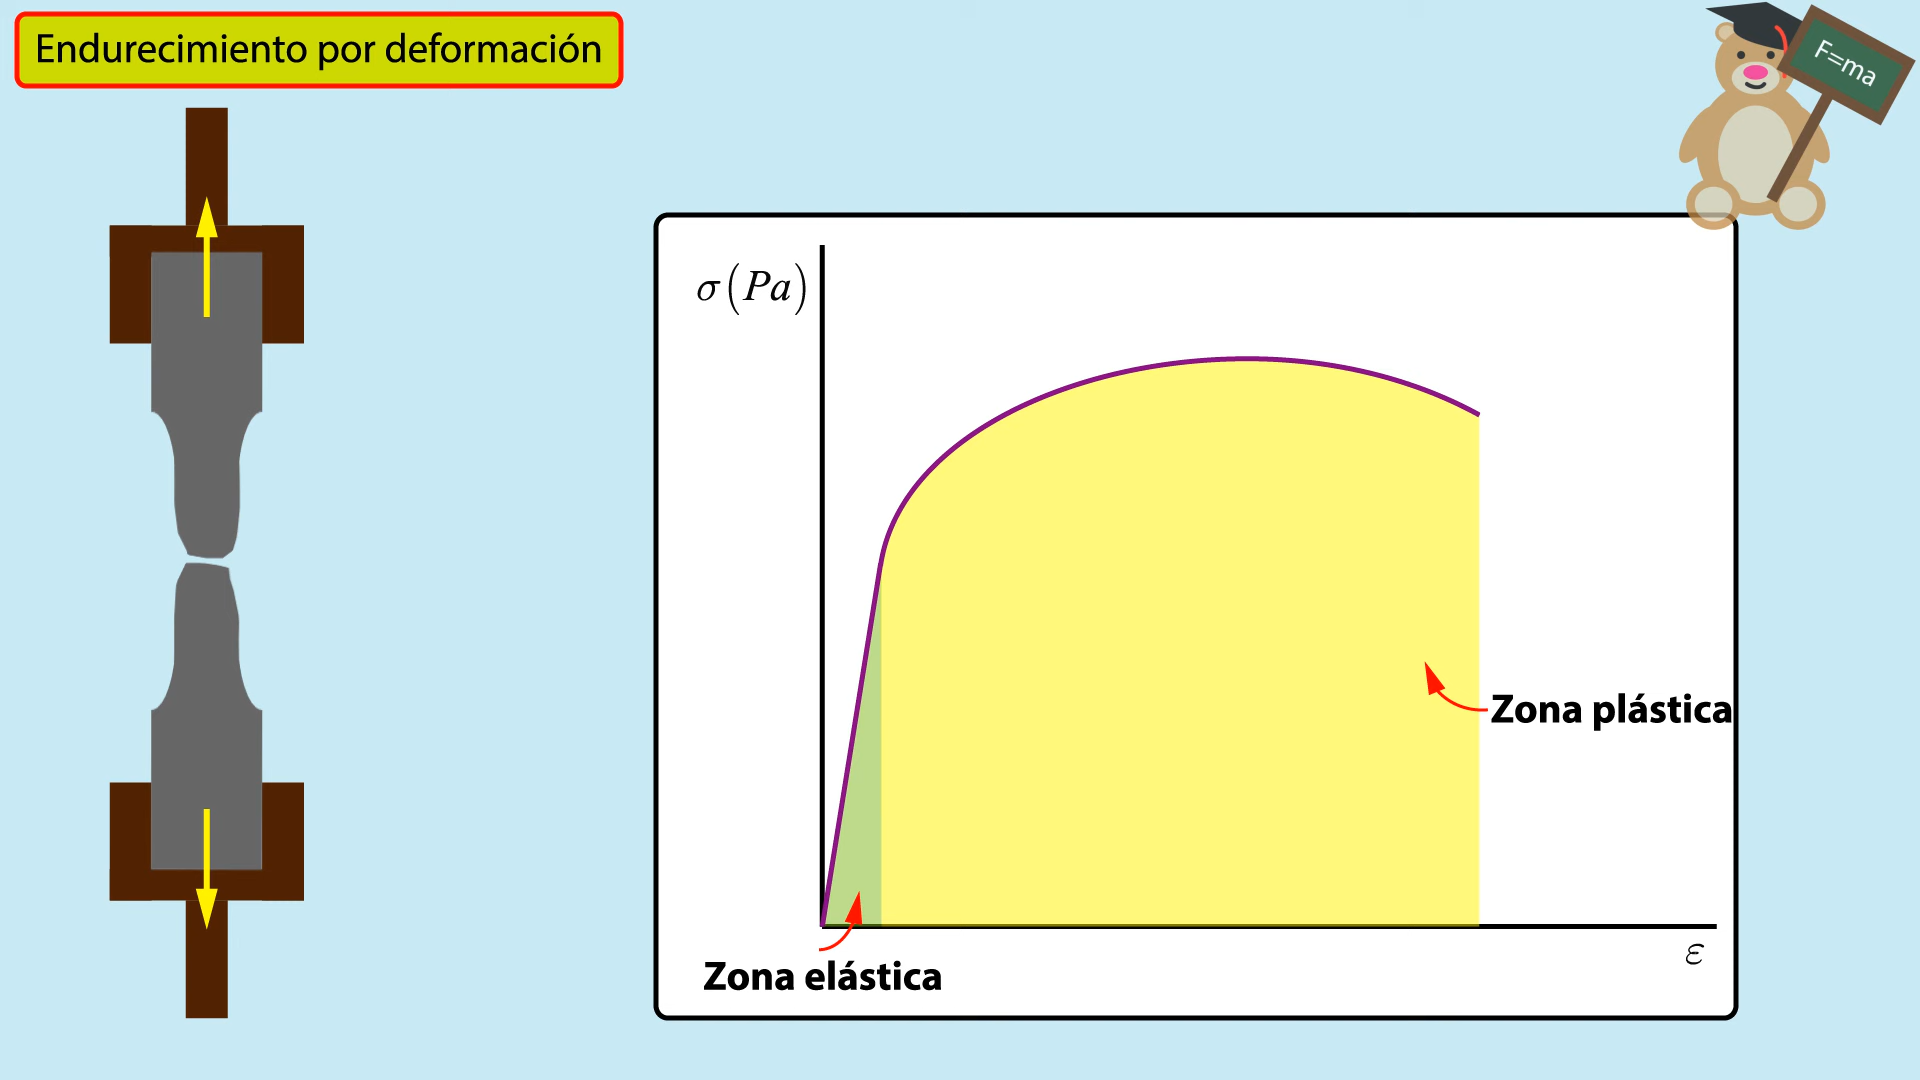 Endurecimiento por deformación
F=ma
σ(Pa)
Zona plástica
ε
Zona elástica